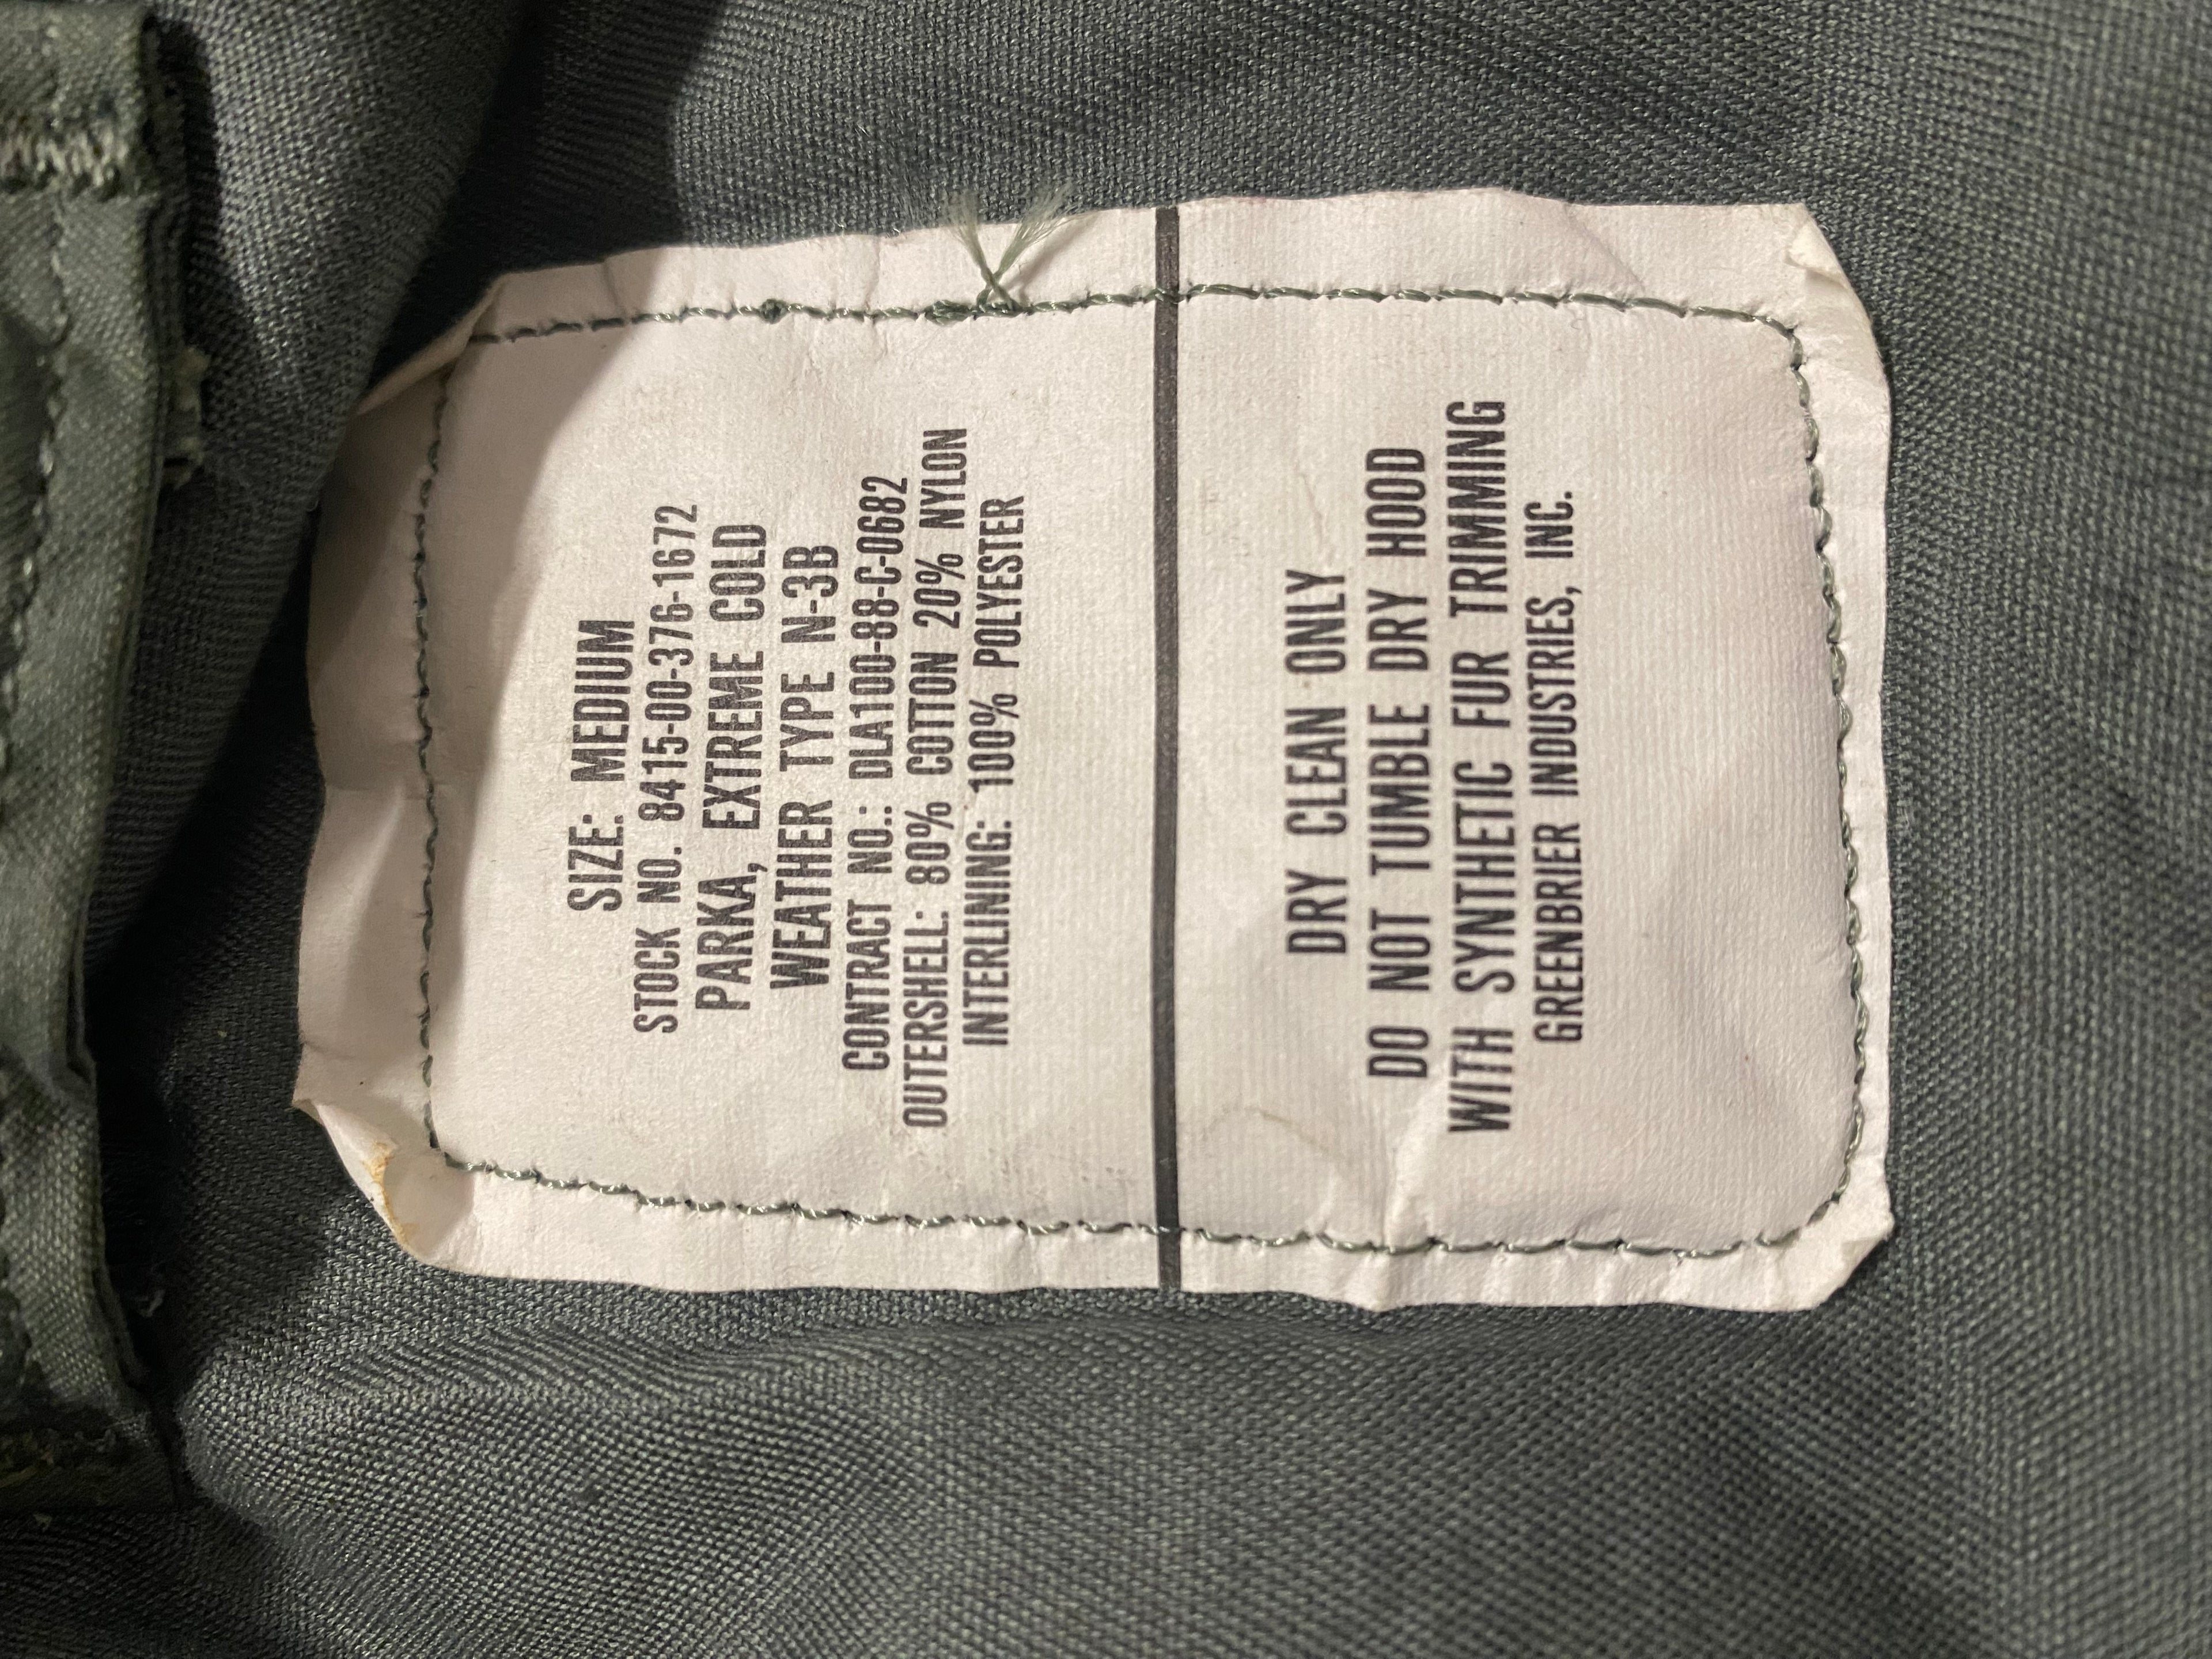 SIZE: MEDIUM
STOCK NO. 8415-00-376-1672
PARKA, EXTREME COLD
WEATHER TYPE N-3B
CONTRACT NO.: DLA100-88-C-0682
OUTERSHELL: 80% COTTON 20% NYLON
INTERLINING: 100% POLYESTER
DRY CLEAN ONLY
DO NOT TUMBLE DRY HOOD
WITH SYNTHETIC FUR TRIMMING
GREENBRIER INDUSTRIES, INC.